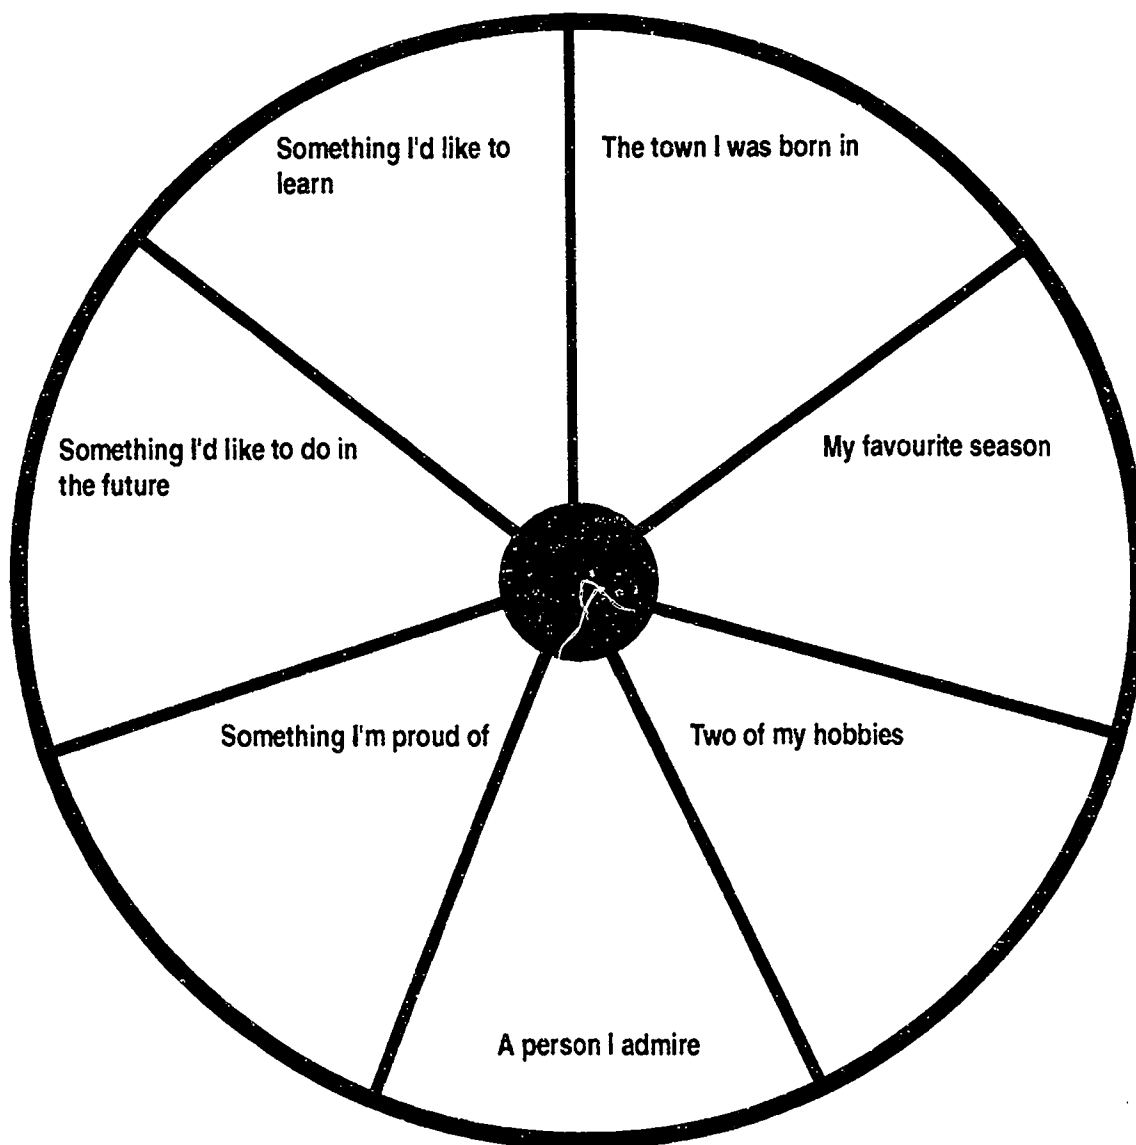 Something I'd like to
learn
The town I was born in
Something I'd like to do in
the future
My favourite season
Something I'm proud of
Two of my hobbies
A person I admire